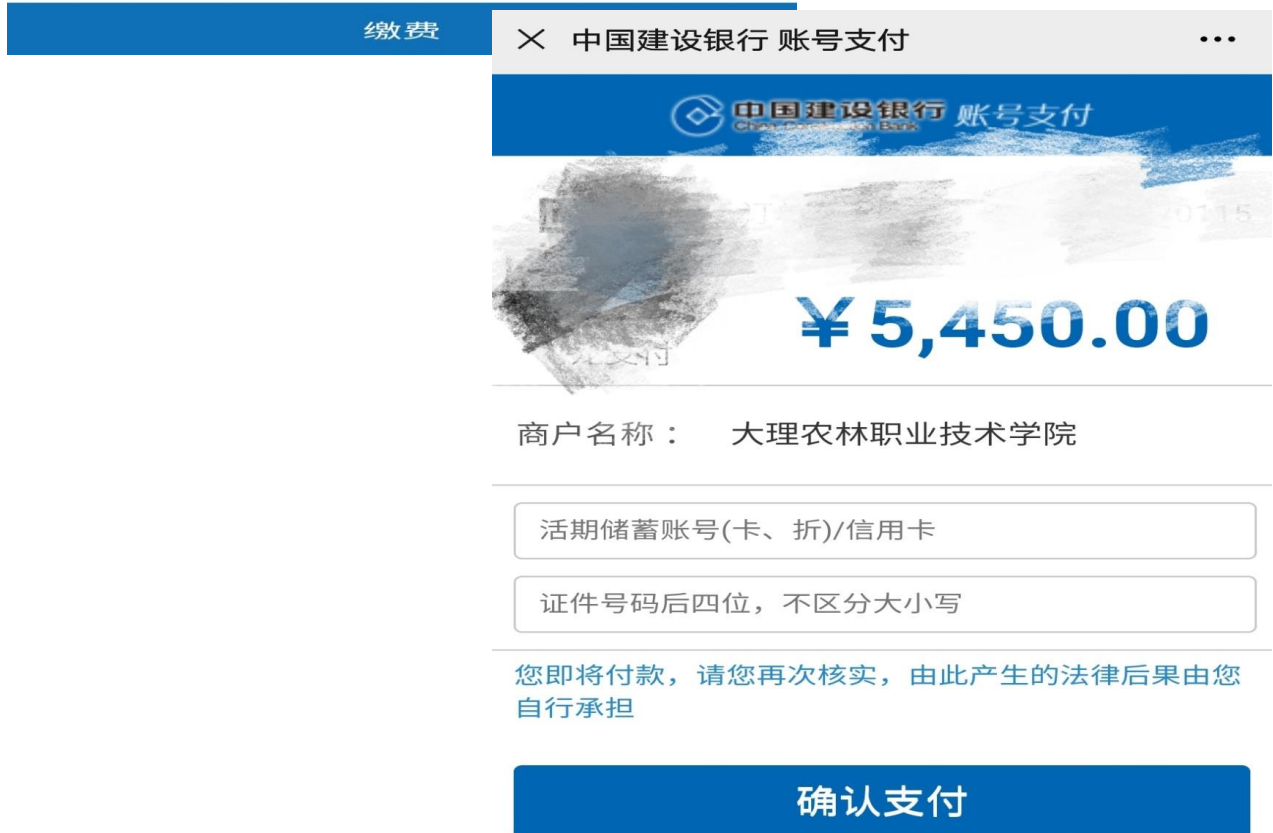 缴费
中国建设银行 账号支付
中国建设银行 账号支付
China Construction Bank
0115
¥5,450.00
商户名称： 大理农林职业技术学院
活期储蓄账号(卡、折)/信用卡
证件号码后四位，不区分大小写
您即将付款，请您再次核实，由此产生的法律后果由您
自行承担
确认支付